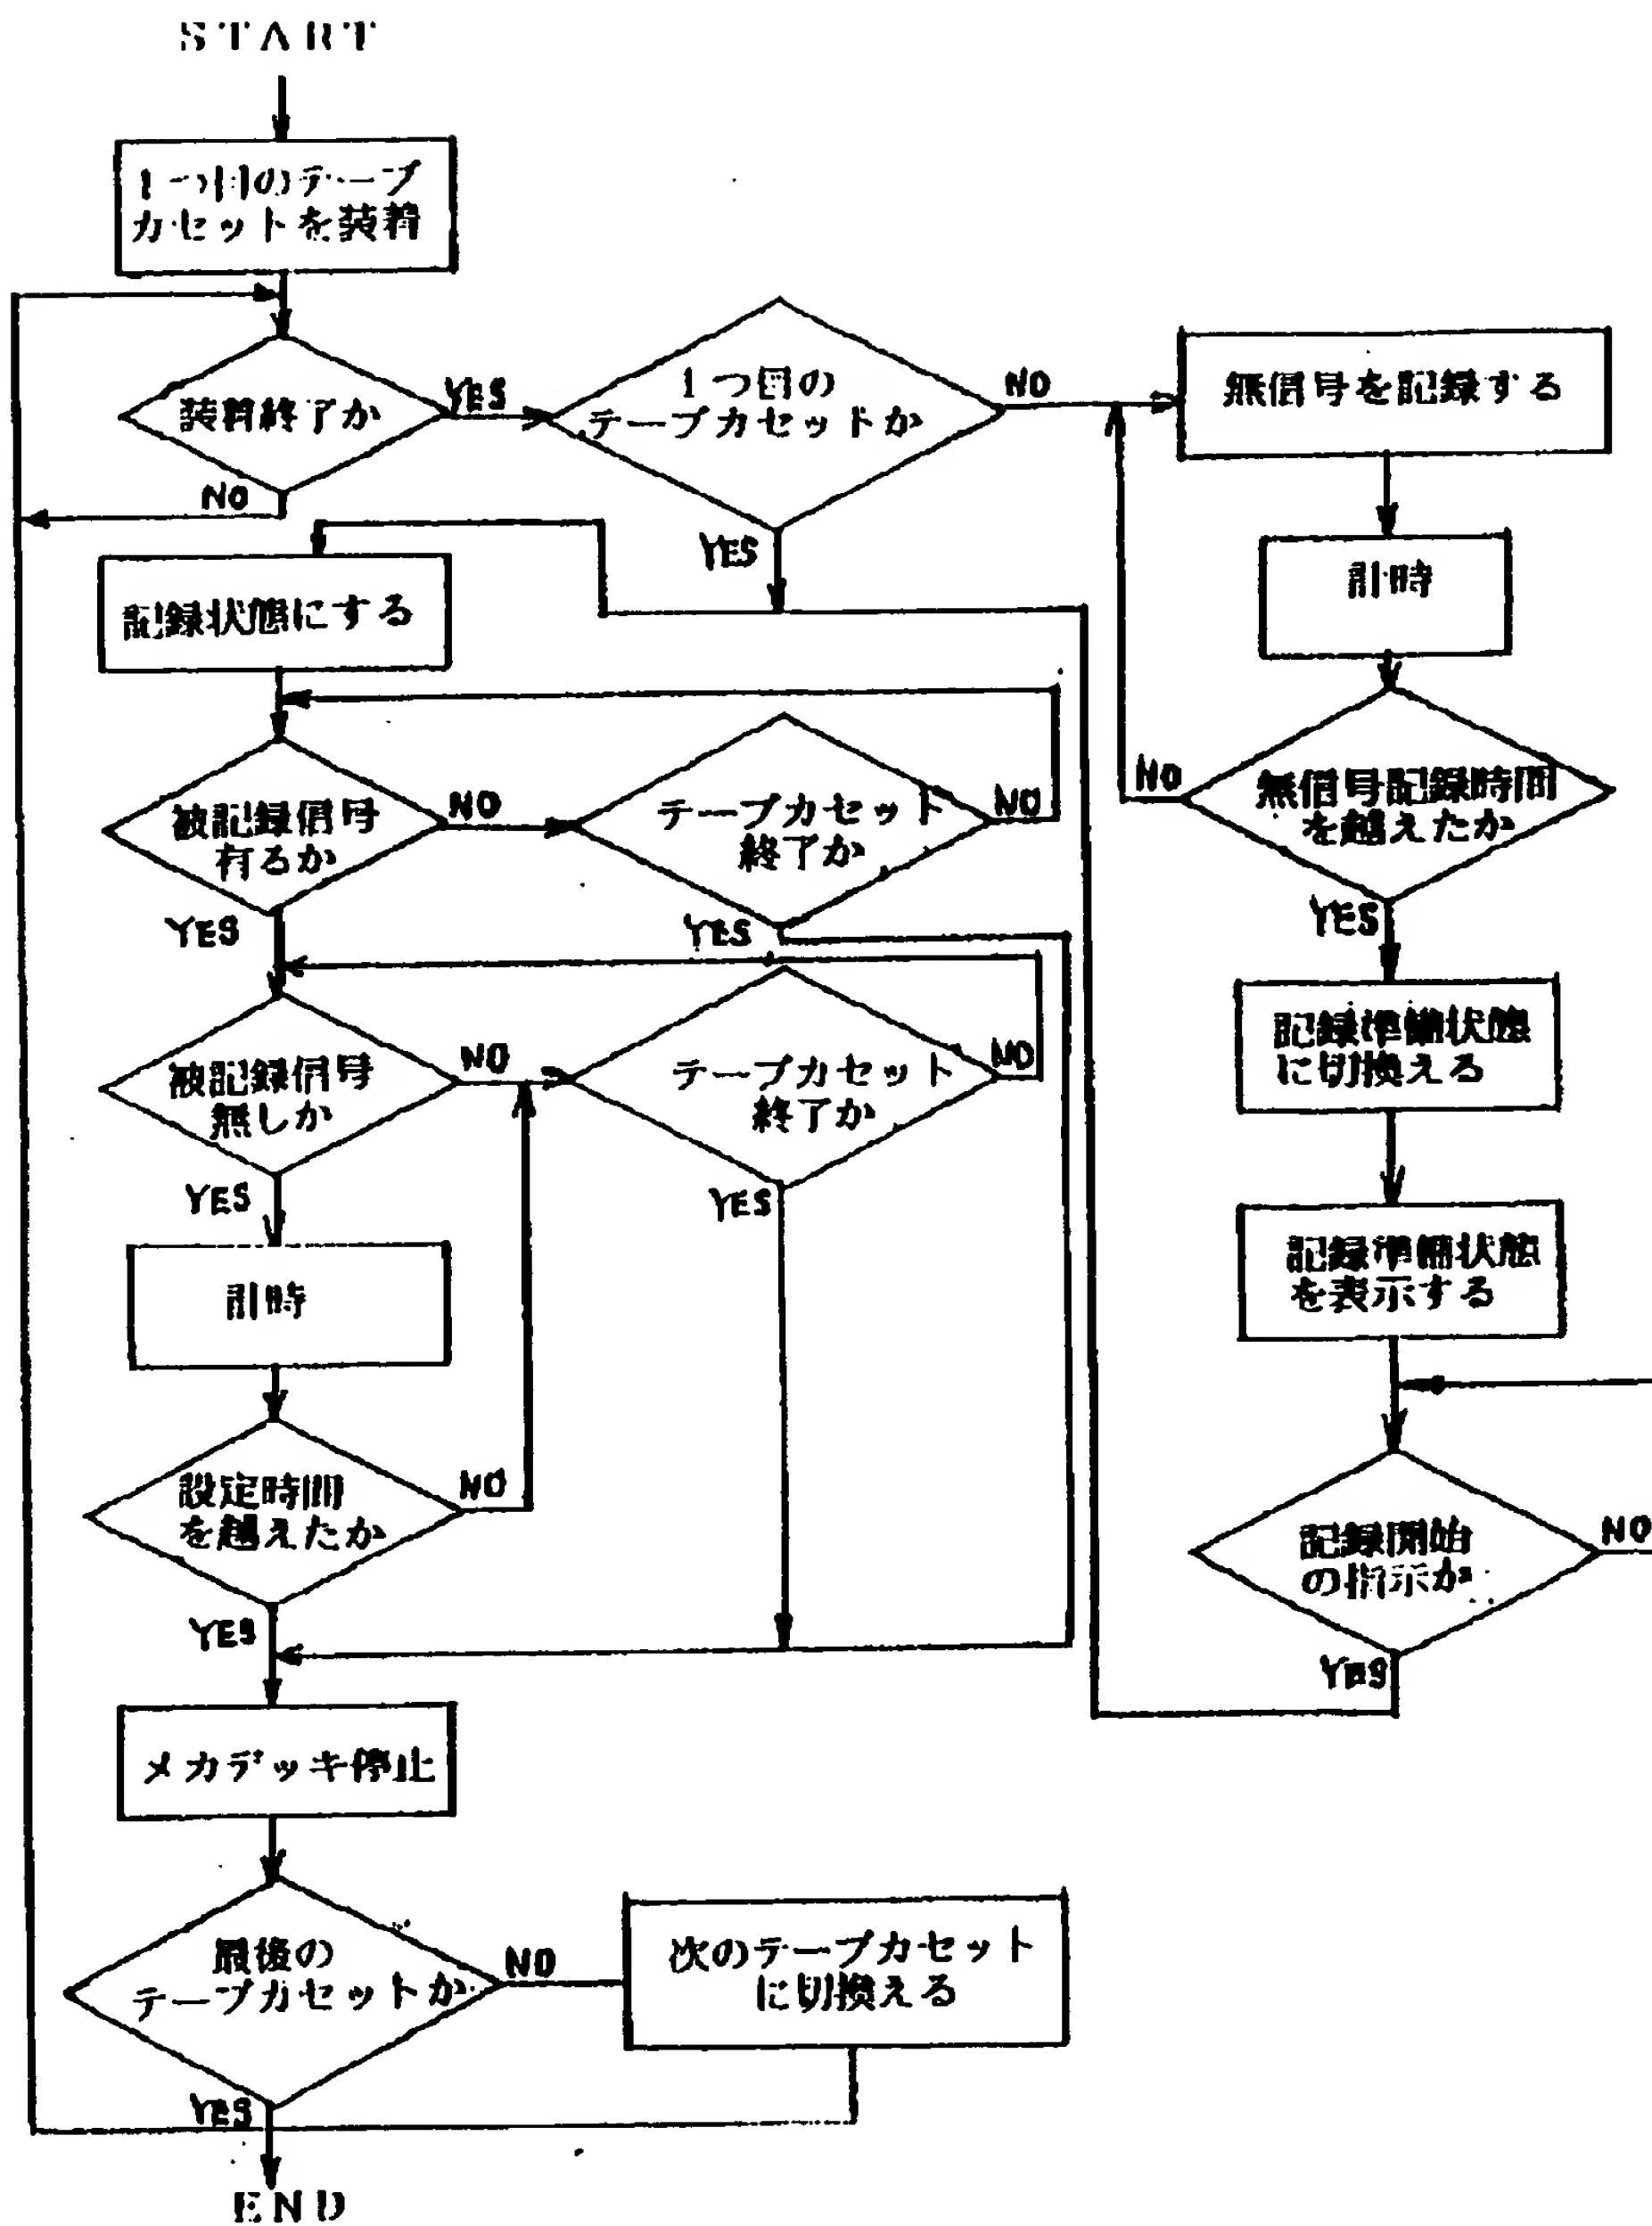 START
1つ目のテープ
カセットを装着
装着終了か
YES
NO
1つ目の
テープカセットか
NO
YES
無信号を記録する
計時
無信号記録時間
を越えたか
NO
YES
記録準備状態
に切換える
記録準備状態
を表示する
記録開始
の指示か
NO
YES
記録状態にする
被記録信号
有るか
NO
YES
テープカセット
終了か
NO
YES
被記録信号
無しか
NO
YES
テープカセット
終了か
NO
YES
計時
設定時間
を越えたか
NO
YES
メカデッキ停止
最後の
テープカセットか
NO
YES
次のテープカセット
に切換える
END